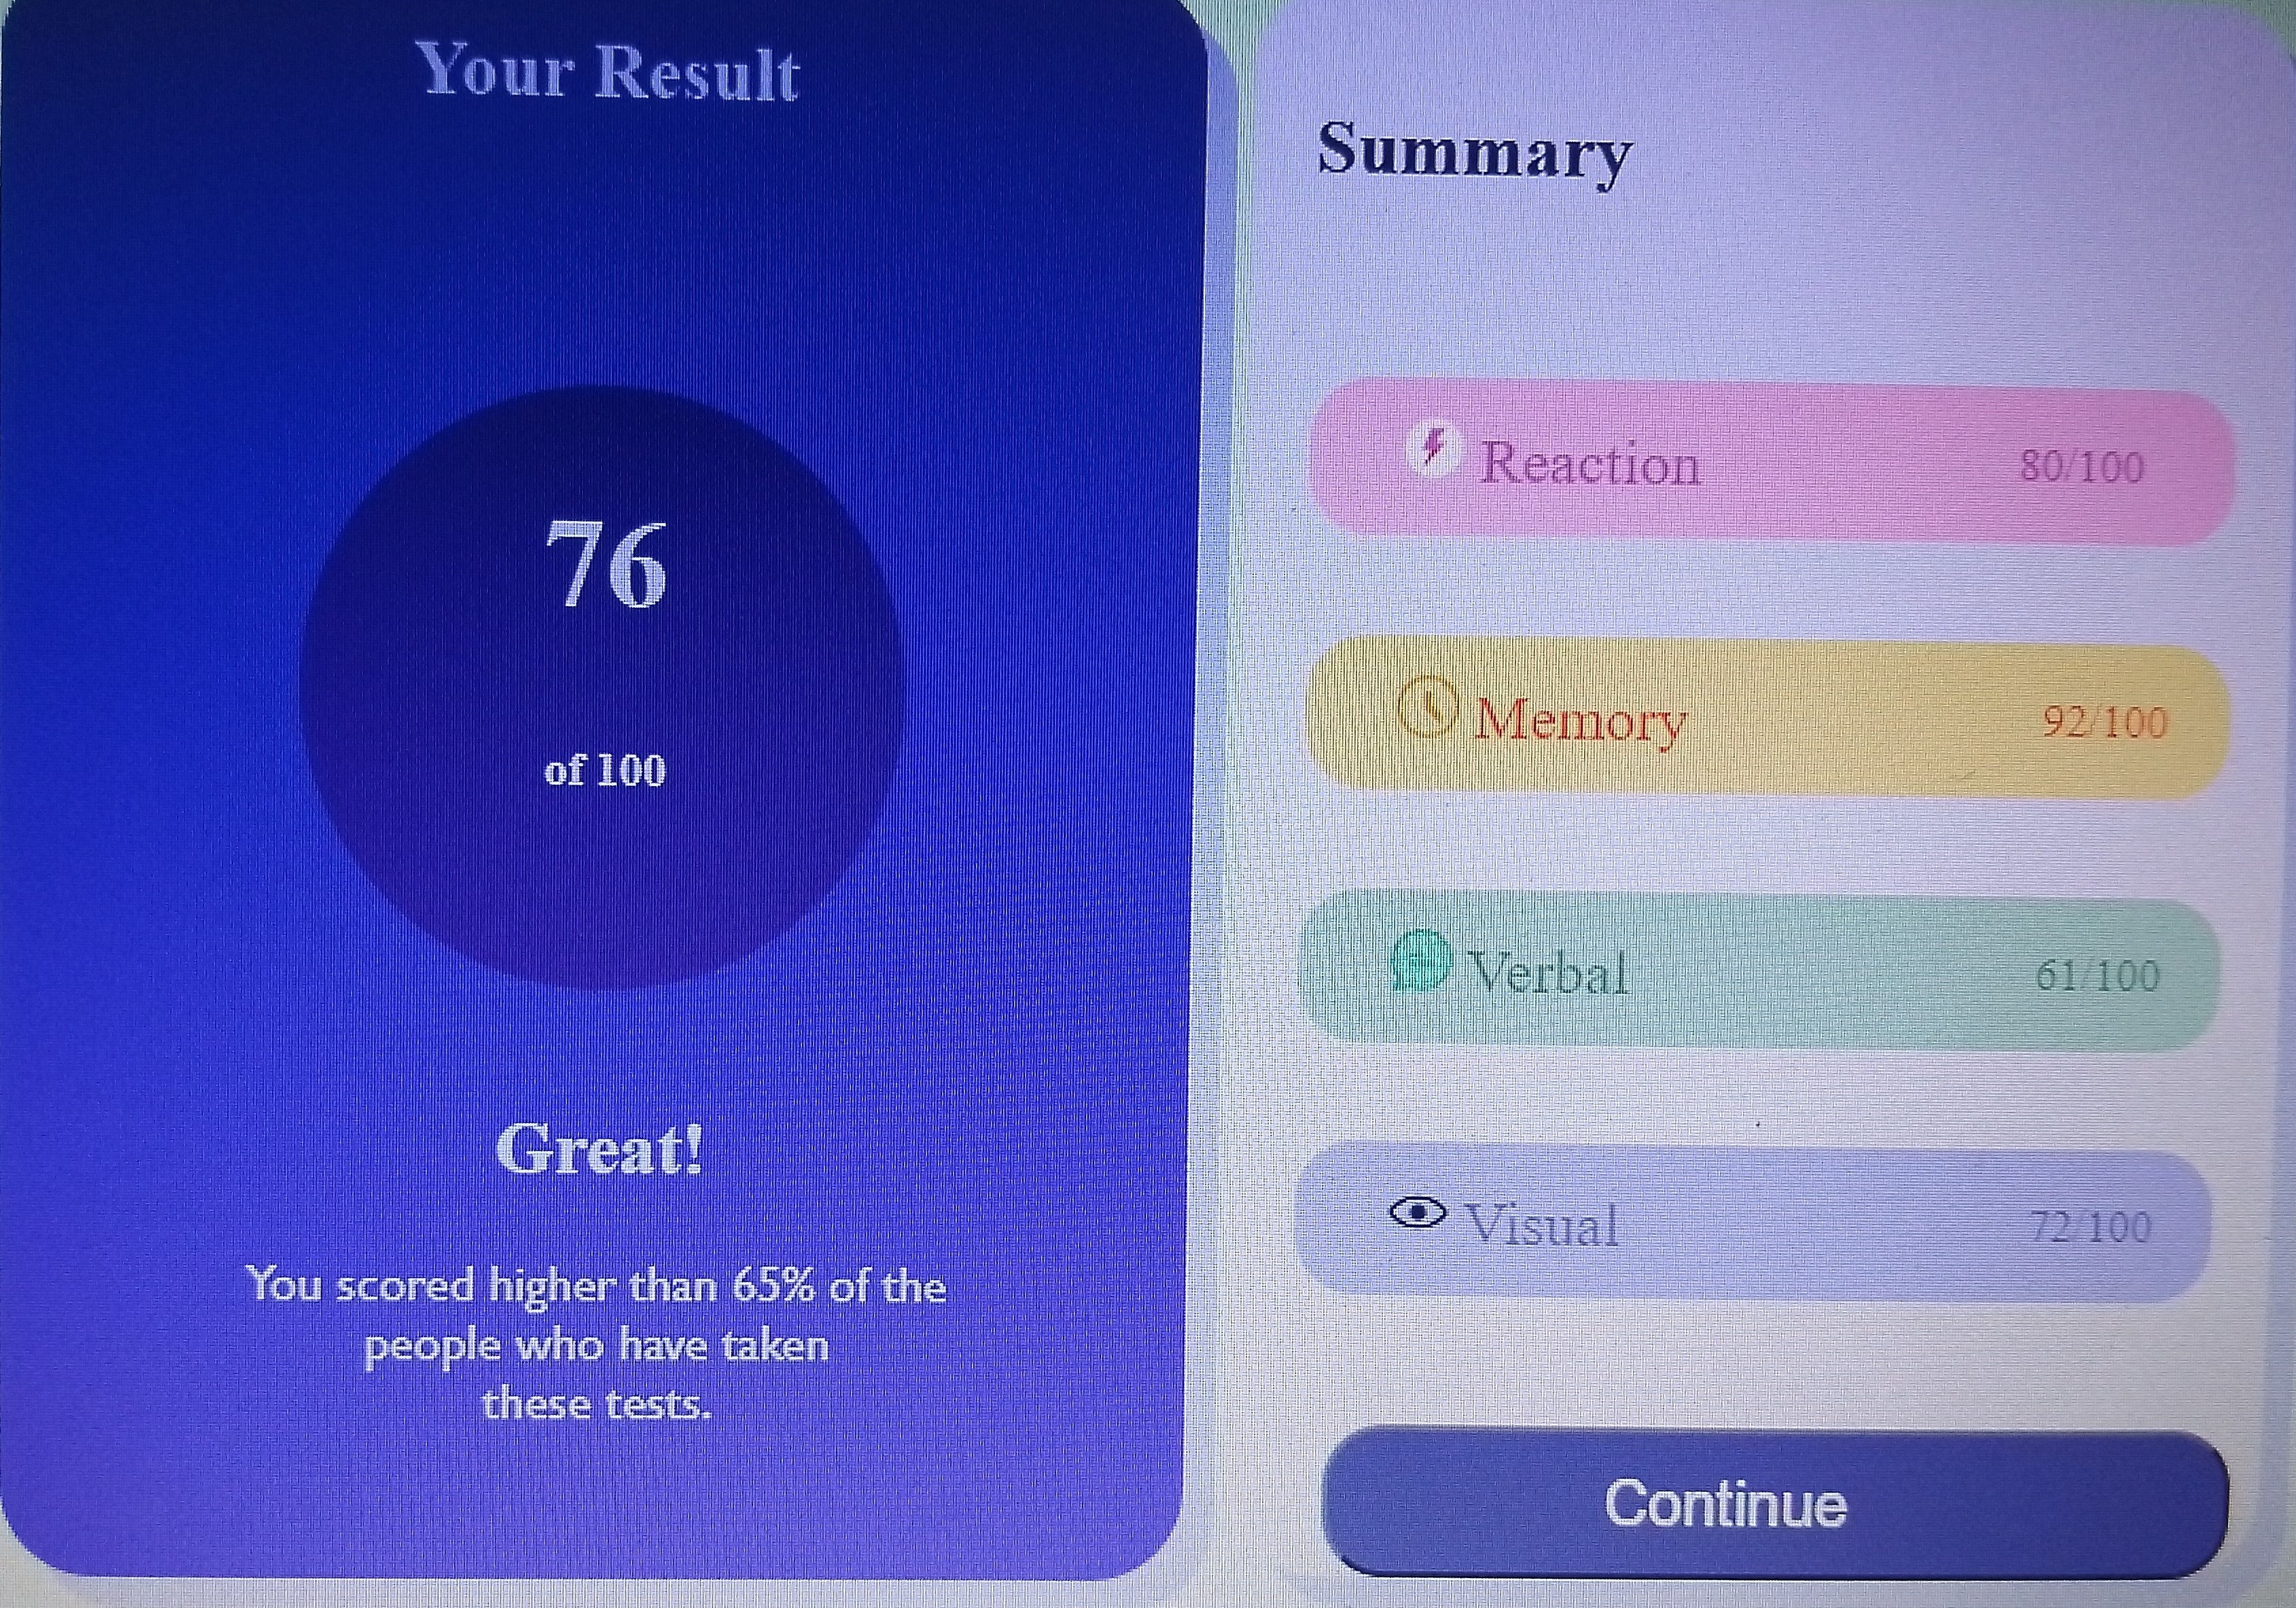 Your Result
76
of 100
Great!
You scored higher than 65% of the
people who have taken
these tests.
Summary
Reaction 80/100
Memory 92/100
Verbal 61/100
Visual 72/100
Continue